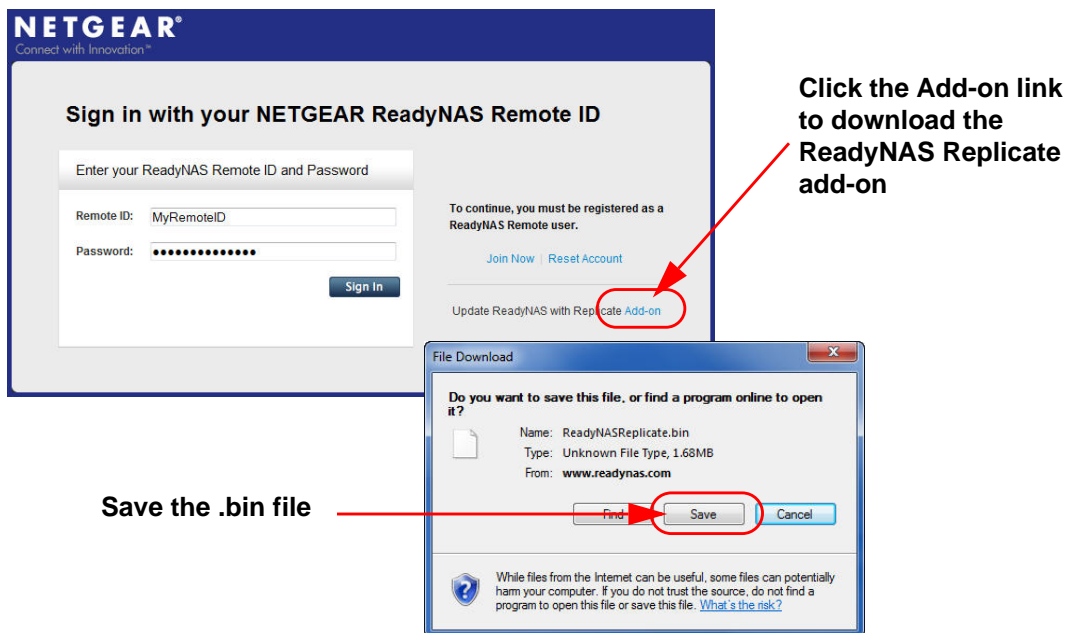 NETGEAR®
Connect with Innovation™
Sign in with your NETGEAR ReadyNAS Remote ID
Enter your ReadyNAS Remote ID and Password
Remote ID: MyRemoteID
Password: ••••••••••••••
Sign In
To continue, you must be registered as a
ReadyNAS Remote user.
Join Now | Reset Account
Update ReadyNAS with Replicate Add-on
Click the Add-on link
to download the
ReadyNAS Replicate
add-on
File Download
X
Do you want to save this file, or find a program online to open
it?
Name: ReadyNASReplicate.bin
Type: Unknown File Type, 1.68MB
From: www.readynas.com
Find
Save
Cancel
Save the .bin file
While files from the Internet can be useful, some files can potentially
harm your computer. If you do not trust the source, do not find a
program to open this file or save this file. What's the risk?